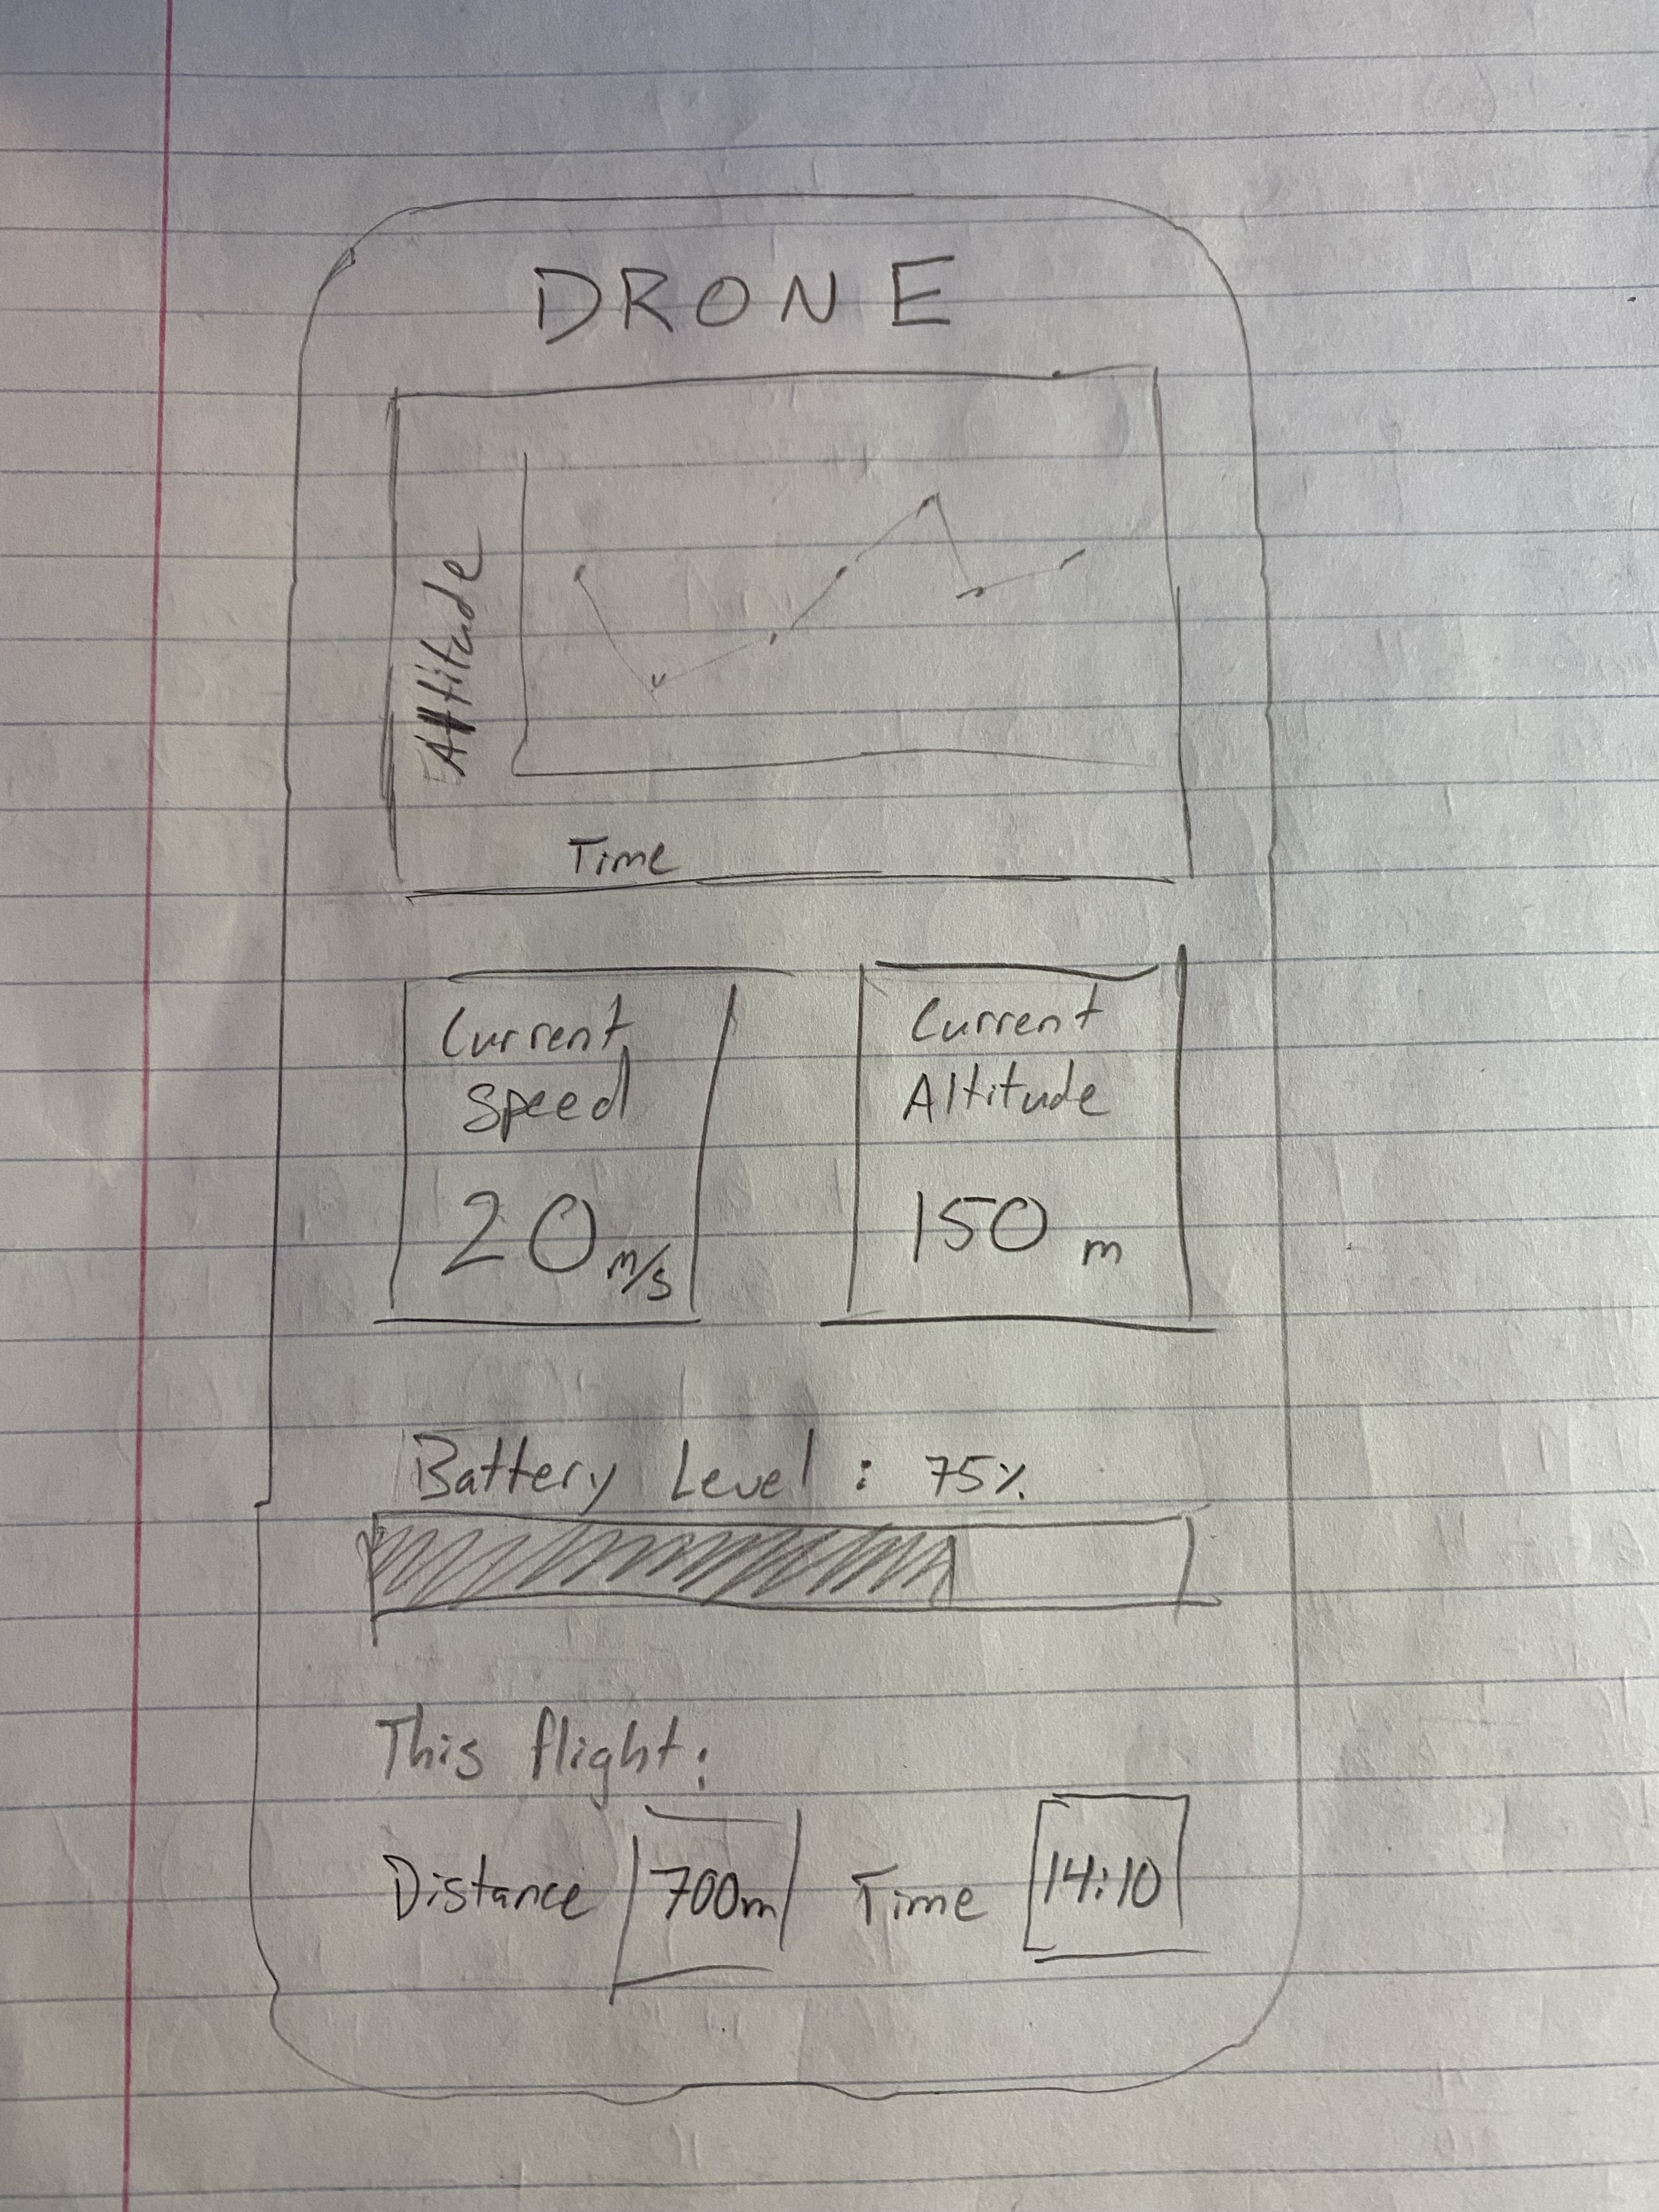 DRONE
Altitude
Time
Current
Speed
20 m/s
Current
Altitude
150 m
Battery Level : 75%
This flight:
Distance 700m Time 14:10